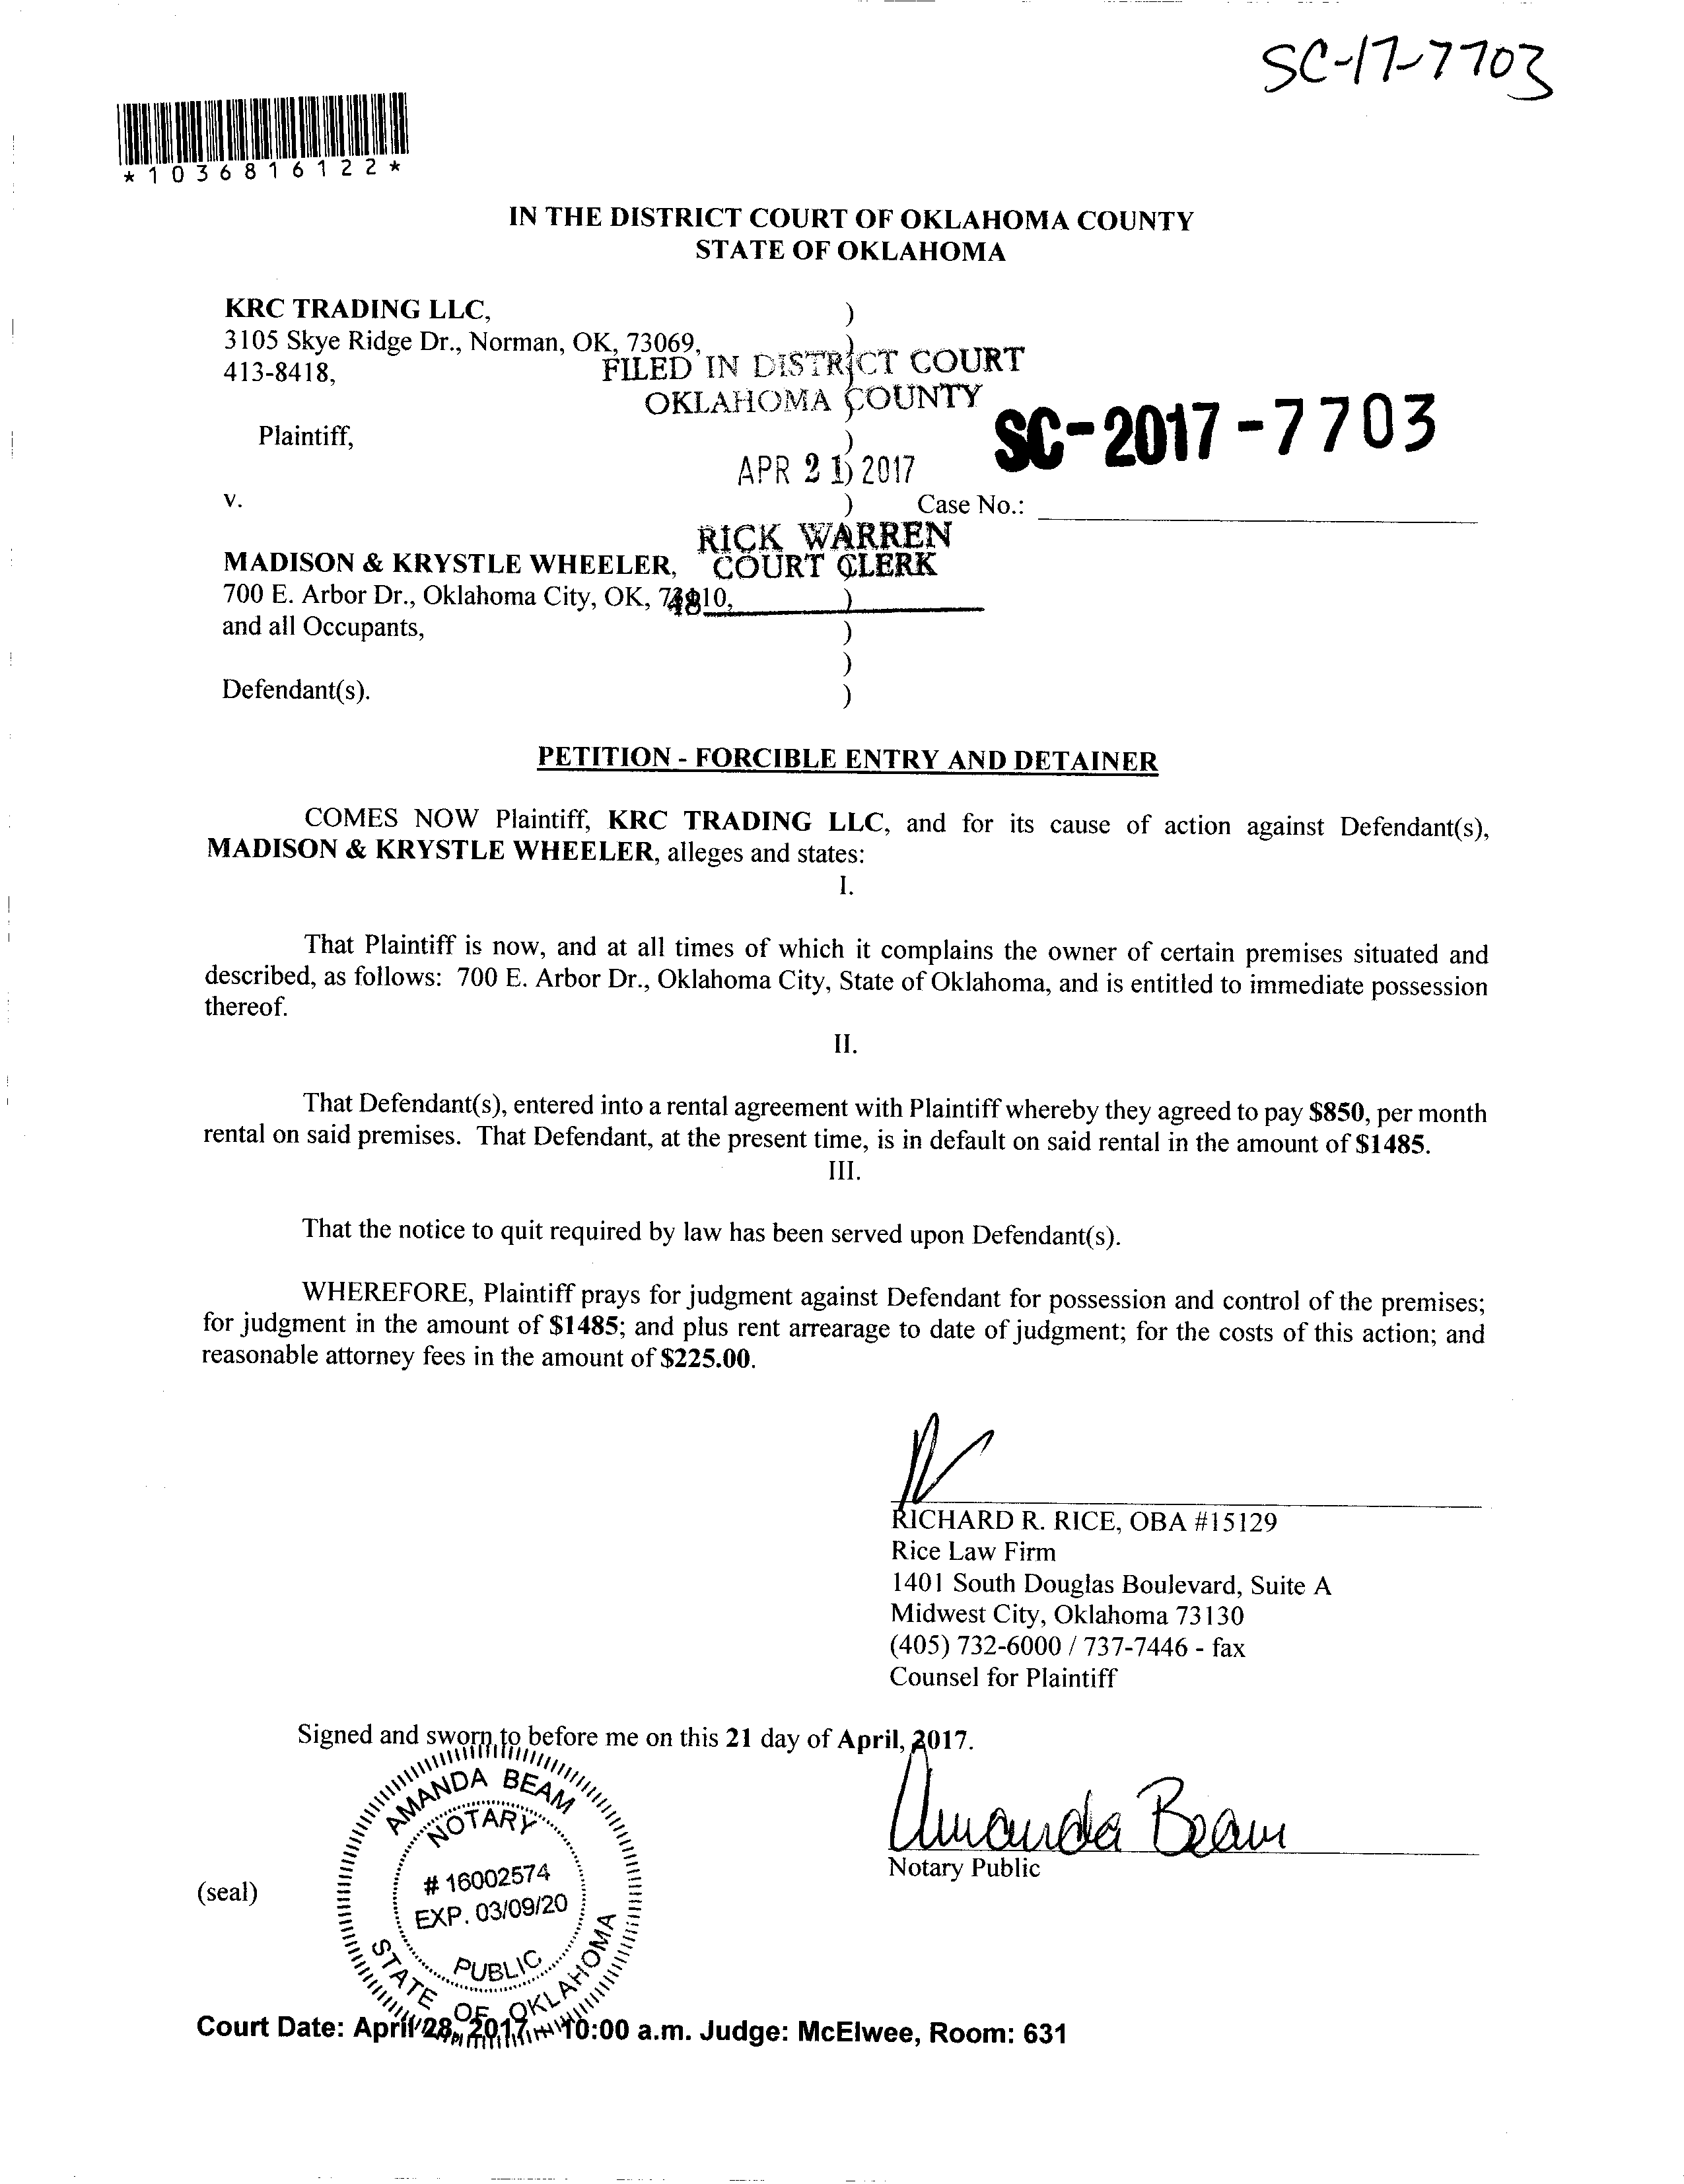 SC-17-7703
*1036816122*
IN THE DISTRICT COURT OF OKLAHOMA COUNTY
STATE OF OKLAHOMA
KRC TRADING LLC, )
3105 Skye Ridge Dr., Norman, OK, 73069, )
413-8418,
FILED IN DISTRICT COURT
OKLAHOMA COUNTY
Plaintiff, )
SC-2017-7703
APR 21 2017 )
v. ) Case No.:
RICK WARREN
COURT CLERK
MADISON & KRYSTLE WHEELER,
700 E. Arbor Dr., Oklahoma City, OK, )
and all Occupants, )
)
Defendant(s). )
PETITION - FORCIBLE ENTRY AND DETAINER
COMES NOW Plaintiff, KRC TRADING LLC, and for its cause of action against Defendant(s),
MADISON & KRYSTLE WHEELER, alleges and states:
I.
That Plaintiff is now, and at all times of which it complains the owner of certain premises situated and
described, as follows: 700 E. Arbor Dr., Oklahoma City, State of Oklahoma, and is entitled to immediate possession
thereof.
II.
That Defendant(s), entered into a rental agreement with Plaintiff whereby they agreed to pay $850, per month
rental on said premises. That Defendant, at the present time, is in default on said rental in the amount of $1485.
III.
That the notice to quit required by law has been served upon Defendant(s).
WHEREFORE, Plaintiff prays for judgment against Defendant for possession and control of the premises;
for judgment in the amount of $1485; and plus rent arrearage to date of judgment; for the costs of this action; and
reasonable attorney fees in the amount of $225.00.
RICHARD R. RICE, OBA #15129
Rice Law Firm
1401 South Douglas Boulevard, Suite A
Midwest City, Oklahoma 73130
(405) 732-6000 / 737-7446 - fax
Counsel for Plaintiff
Signed and sworn to before me on this 21 day of April, 2017.
Amanda Beam
Notary Public
(seal)
AMANDA BEAM
NOTARY
# 16002574
EXP. 03/09/20
PUBLIC
STATE OF OKLAHOMA
Court Date: April 28, 2017 10:00 a.m. Judge: McElwee, Room: 631